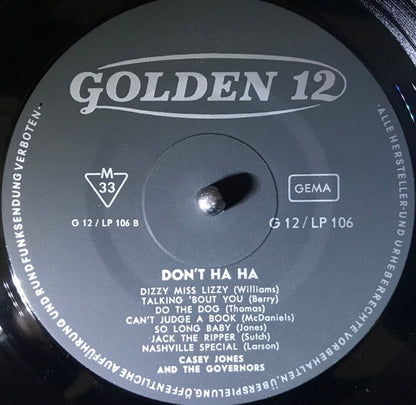 GOLDEN 12
M
33
GEMA
G 12 / LP 106 B
G 12 / LP 106
DON'T HA HA
DIZZY MISS LIZZY (Williams)
TALKING 'BOUT YOU (Berry)
DO THE DOG (Thomas)
CAN'T JUDGE A BOOK (McDaniels)
SO LONG BABY (Jones)
JACK THE RIPPER (Sutch)
NASHVILLE SPECIAL (Larson)
CASEY JONES
AND THE GOVERNORS
ALLE HERSTELLER- UND URHEBERRECHTE VORBEHALTEN. ÜBERSPIELUNG, ÖFFENTLICHE AUFFÜHRUNG UND RUNDFUNKSENDUNG VERBOTEN.